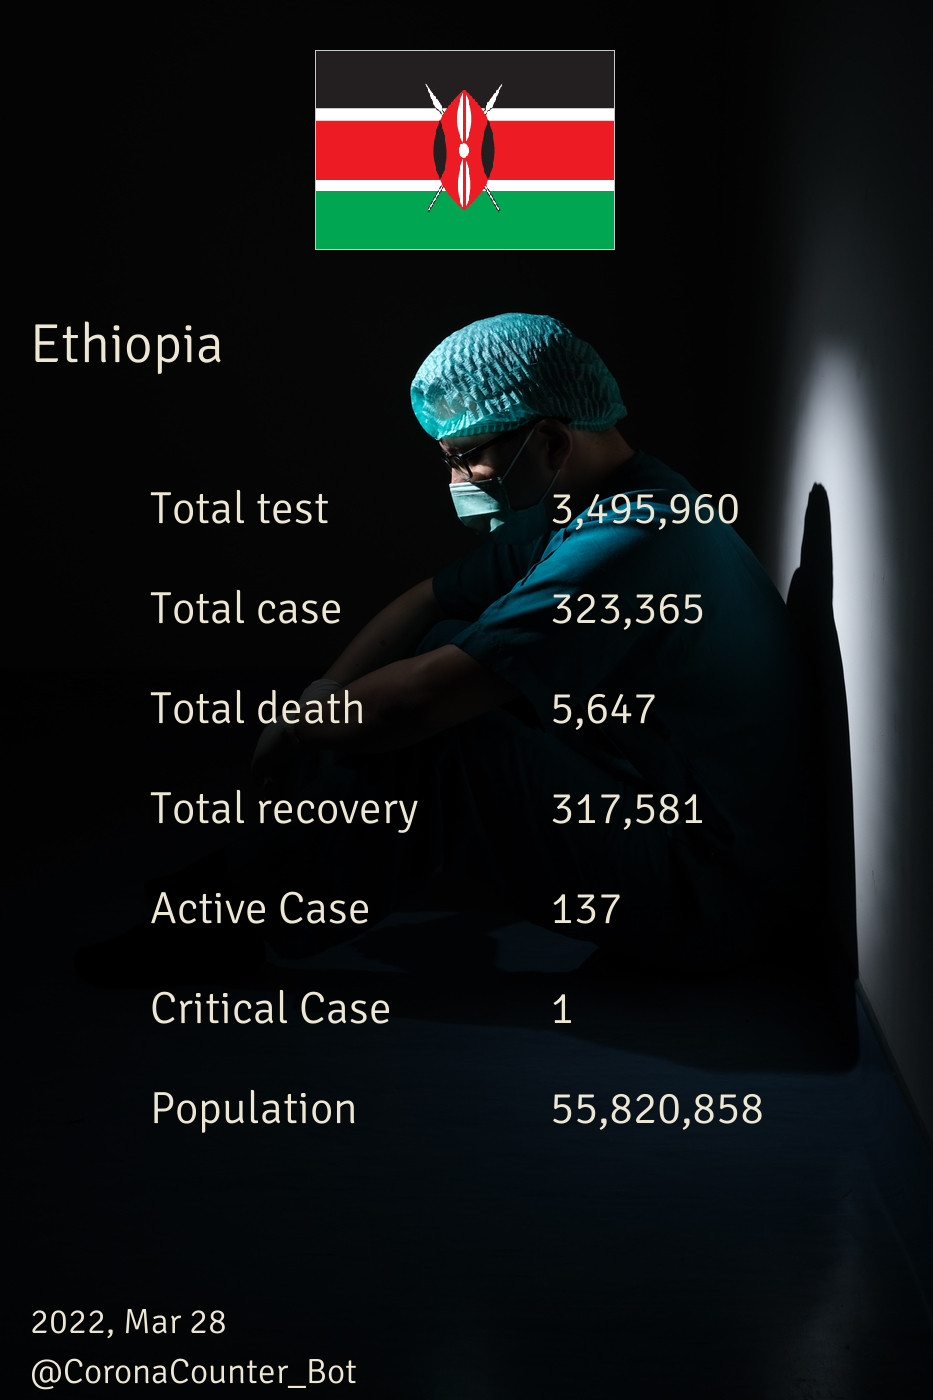 Ethiopia
Total test 3,495,960
Total case 323,365
Total death 5,647
Total recovery 317,581
Active Case 137
Critical Case 1
Population 55,820,858
2022, Mar 28
@CoronaCounter_Bot